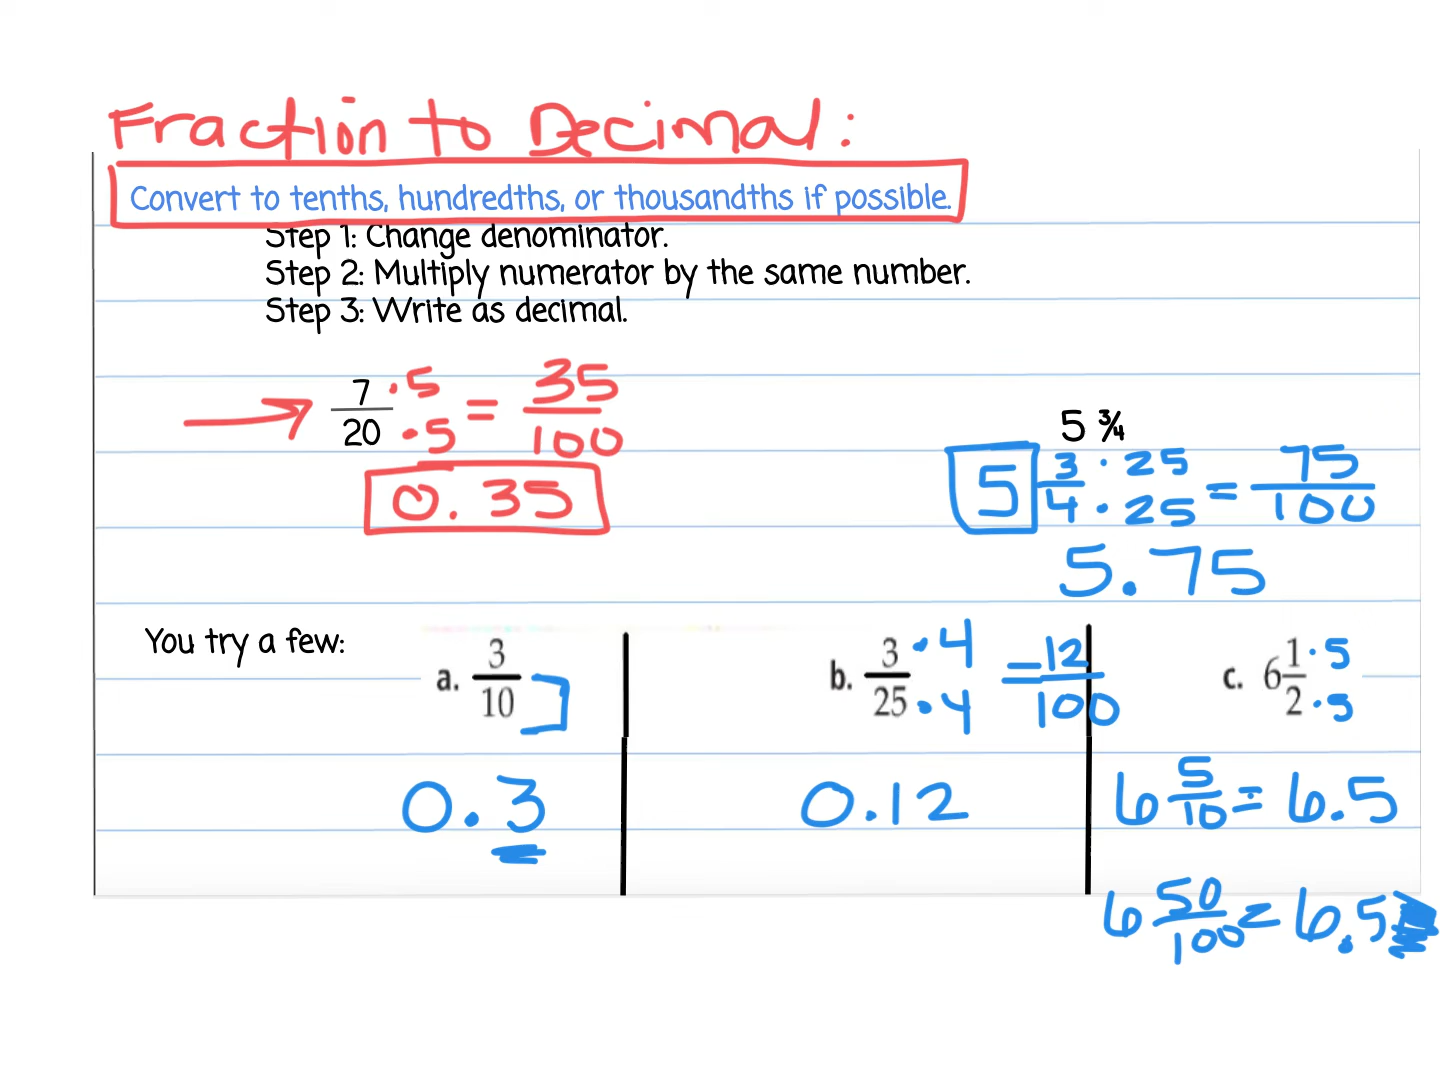 Fraction to Decimal:
Convert to tenths, hundredths, or thousandths if possible.
Step 1: Change denominator.
Step 2: Multiply numerator by the same number.
Step 3: Write as decimal.
7/20 · 5/· 5 = 35/100
0.35
5 ¾
5 3/4 · 25/· 25 = 75/100
5.75
You try a few:
a. 3/10
b. 3/25 · 4/· 4 = 12/100
c. 6 1/2 · 5/· 5
0.3
0.12
6 5/10 = 6.5
6 50/100 = 6.5